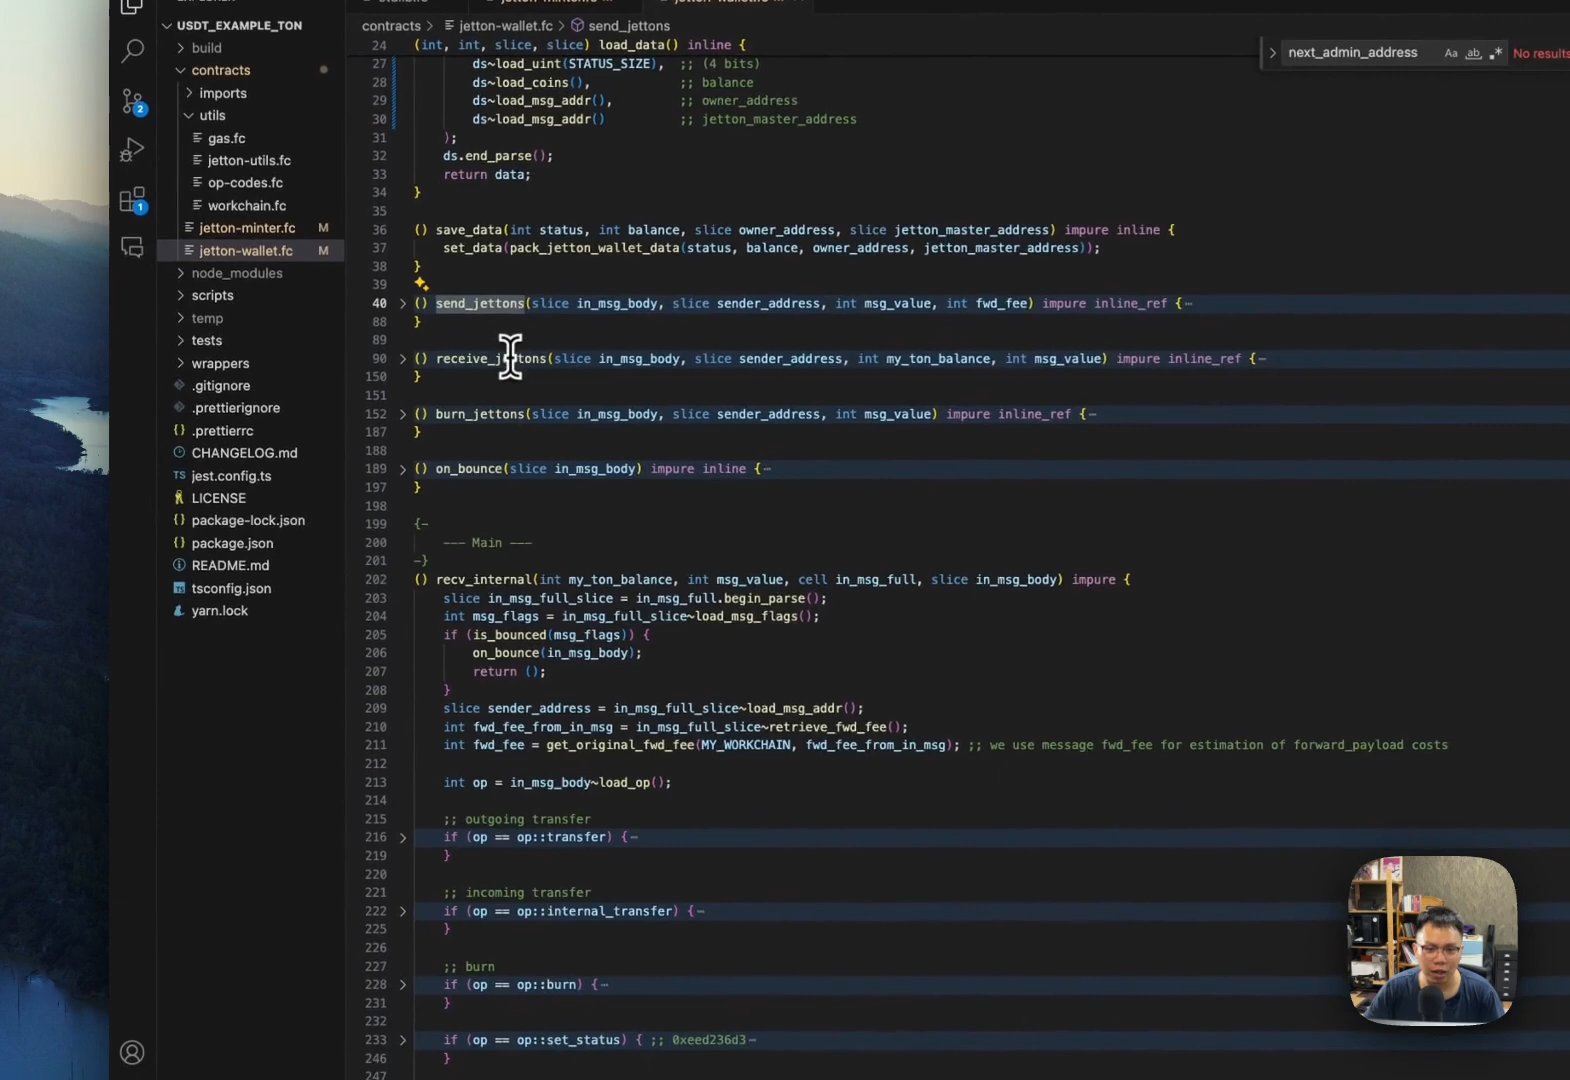 USDT_EXAMPLE_TON
build
contracts
imports
utils
gas.fc
jetton-utils.fc
op-codes.fc
workchain.fc
jetton-minter.fc M
jetton-wallet.fc M
node_modules
scripts
temp
tests
wrappers
.gitignore
.prettierignore
.prettierrc
CHANGELOG.md
TS jest.config.ts
LICENSE
package-lock.json
package.json
README.md
tsconfig.json
yarn.lock
2
1
contracts > jetton-wallet.fc > send_jettons
next_admin_address Aa ab .* No results
24 (int, int, slice, slice) load_data() inline {
27 ds~load_uint(STATUS_SIZE), ;; (4 bits)
28 ds~load_coins(), ;; balance
29 ds~load_msg_addr(), ;; owner_address
30 ds~load_msg_addr() ;; jetton_master_address
31 );
32 ds.end_parse();
33 return data;
34 }
35
36 () save_data(int status, int balance, slice owner_address, slice jetton_master_address) impure inline {
37 set_data(pack_jetton_wallet_data(status, balance, owner_address, jetton_master_address));
38 }
39
40 () send_jettons(slice in_msg_body, slice sender_address, int msg_value, int fwd_fee) impure inline_ref {⋯
88 }
89
90 () receive_jettons(slice in_msg_body, slice sender_address, int my_ton_balance, int msg_value) impure inline_ref {⋯
150 }
151
152 () burn_jettons(slice in_msg_body, slice sender_address, int msg_value) impure inline_ref {⋯
187 }
188
189 () on_bounce(slice in_msg_body) impure inline {⋯
197 }
198
199 {-
200 --- Main ---
201 -}
202 () recv_internal(int my_ton_balance, int msg_value, cell in_msg_full, slice in_msg_body) impure {
203 slice in_msg_full_slice = in_msg_full.begin_parse();
204 int msg_flags = in_msg_full_slice~load_msg_flags();
205 if (is_bounced(msg_flags)) {
206 on_bounce(in_msg_body);
207 return ();
208 }
209 slice sender_address = in_msg_full_slice~load_msg_addr();
210 int fwd_fee_from_in_msg = in_msg_full_slice~retrieve_fwd_fee();
211 int fwd_fee = get_original_fwd_fee(MY_WORKCHAIN, fwd_fee_from_in_msg); ;; we use message fwd_fee for estimation of forward_payload costs
212
213 int op = in_msg_body~load_op();
214
215 ;; outgoing transfer
216 if (op == op::transfer) {⋯
219 }
220
221 ;; incoming transfer
222 if (op == op::internal_transfer) {⋯
225 }
226
227 ;; burn
228 if (op == op::burn) {⋯
231 }
232
233 if (op == op::set_status) { ;; 0xeed236d3⋯
246 }
247